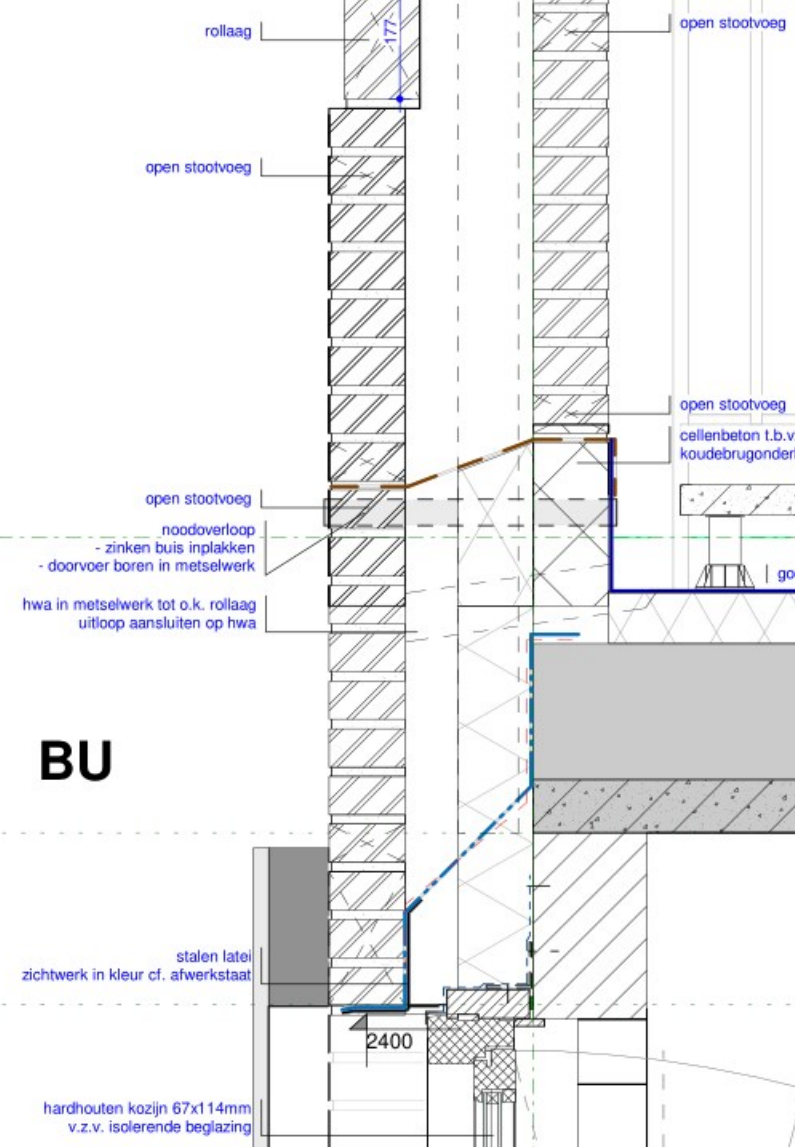 rollaag
177
open stootvoeg
open stootvoeg
open stootvoeg
cellenbeton t.b.v.
open stootvoeg
noodoverloop
- zinken buis inplakken
- doorvoer boren in metselwerk
hwa in metselwerk tot o.k. rollaag
uitloop aansluiten op hwa
BU
stalen latei
zichtwerk in kleur cf. afwerkstaat
2400
hardhouten kozijn 67x114mm
v.z.v. isolerende beglazing